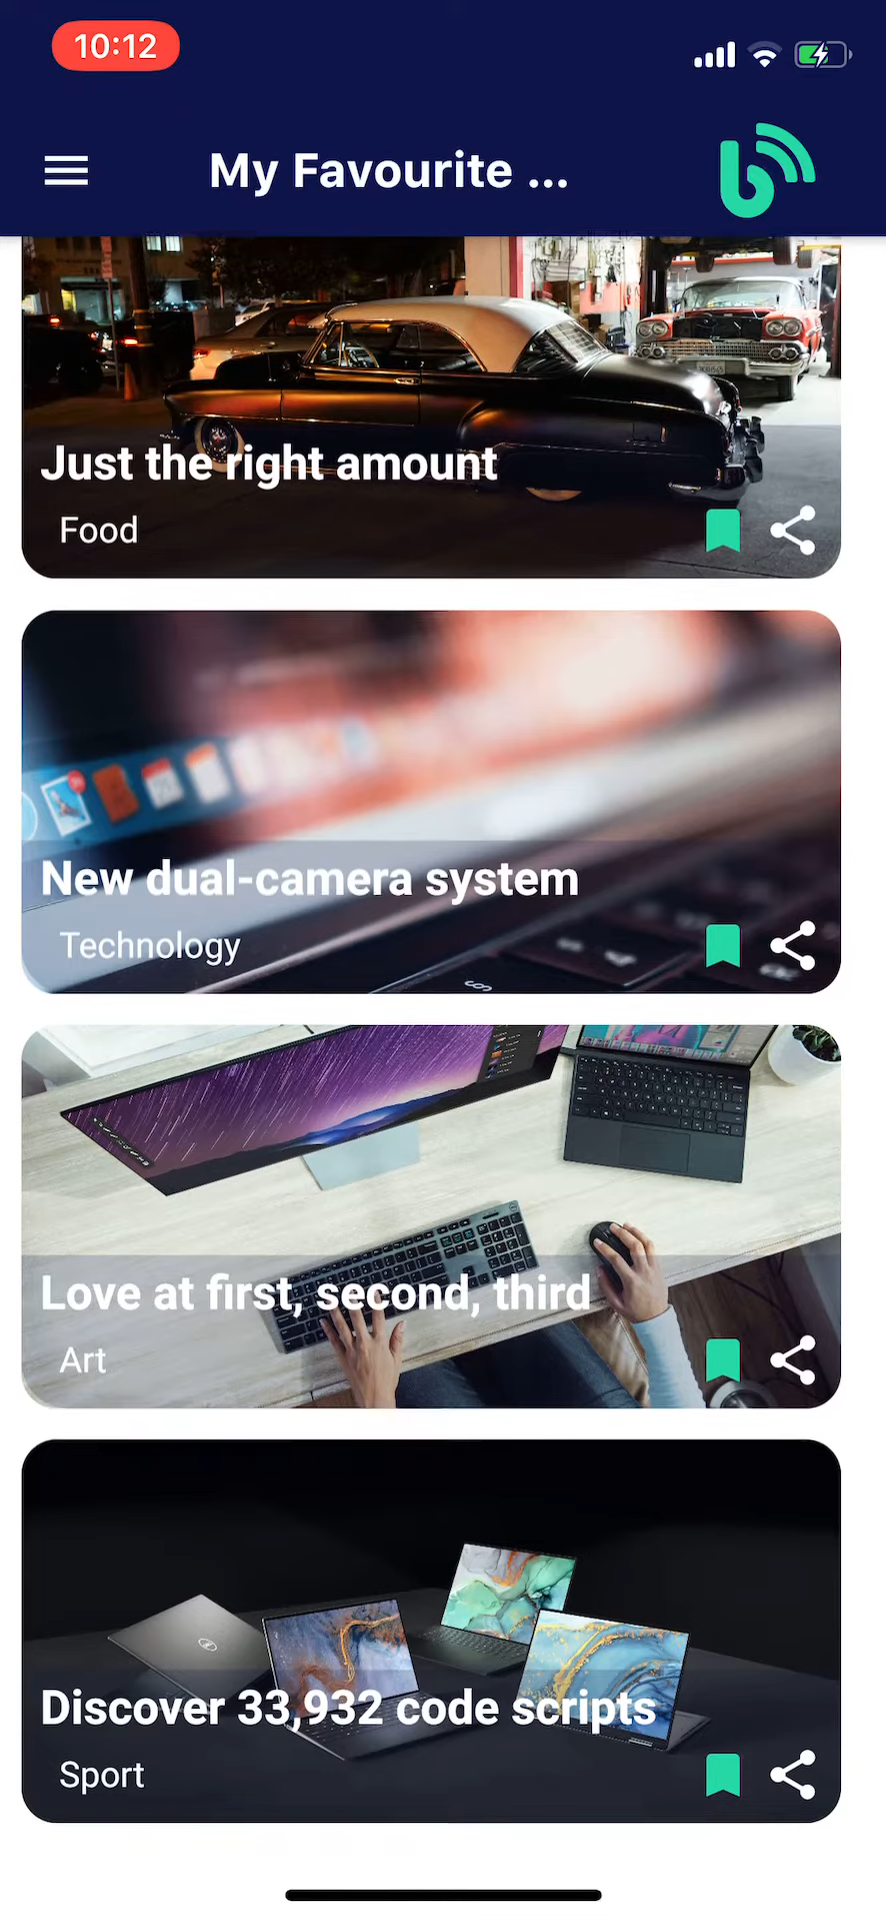 10:12
My Favourite ...
Just the right amount
Food
New dual-camera system
Technology
Love at first, second, third
Art
Discover 33,932 code scripts
Sport